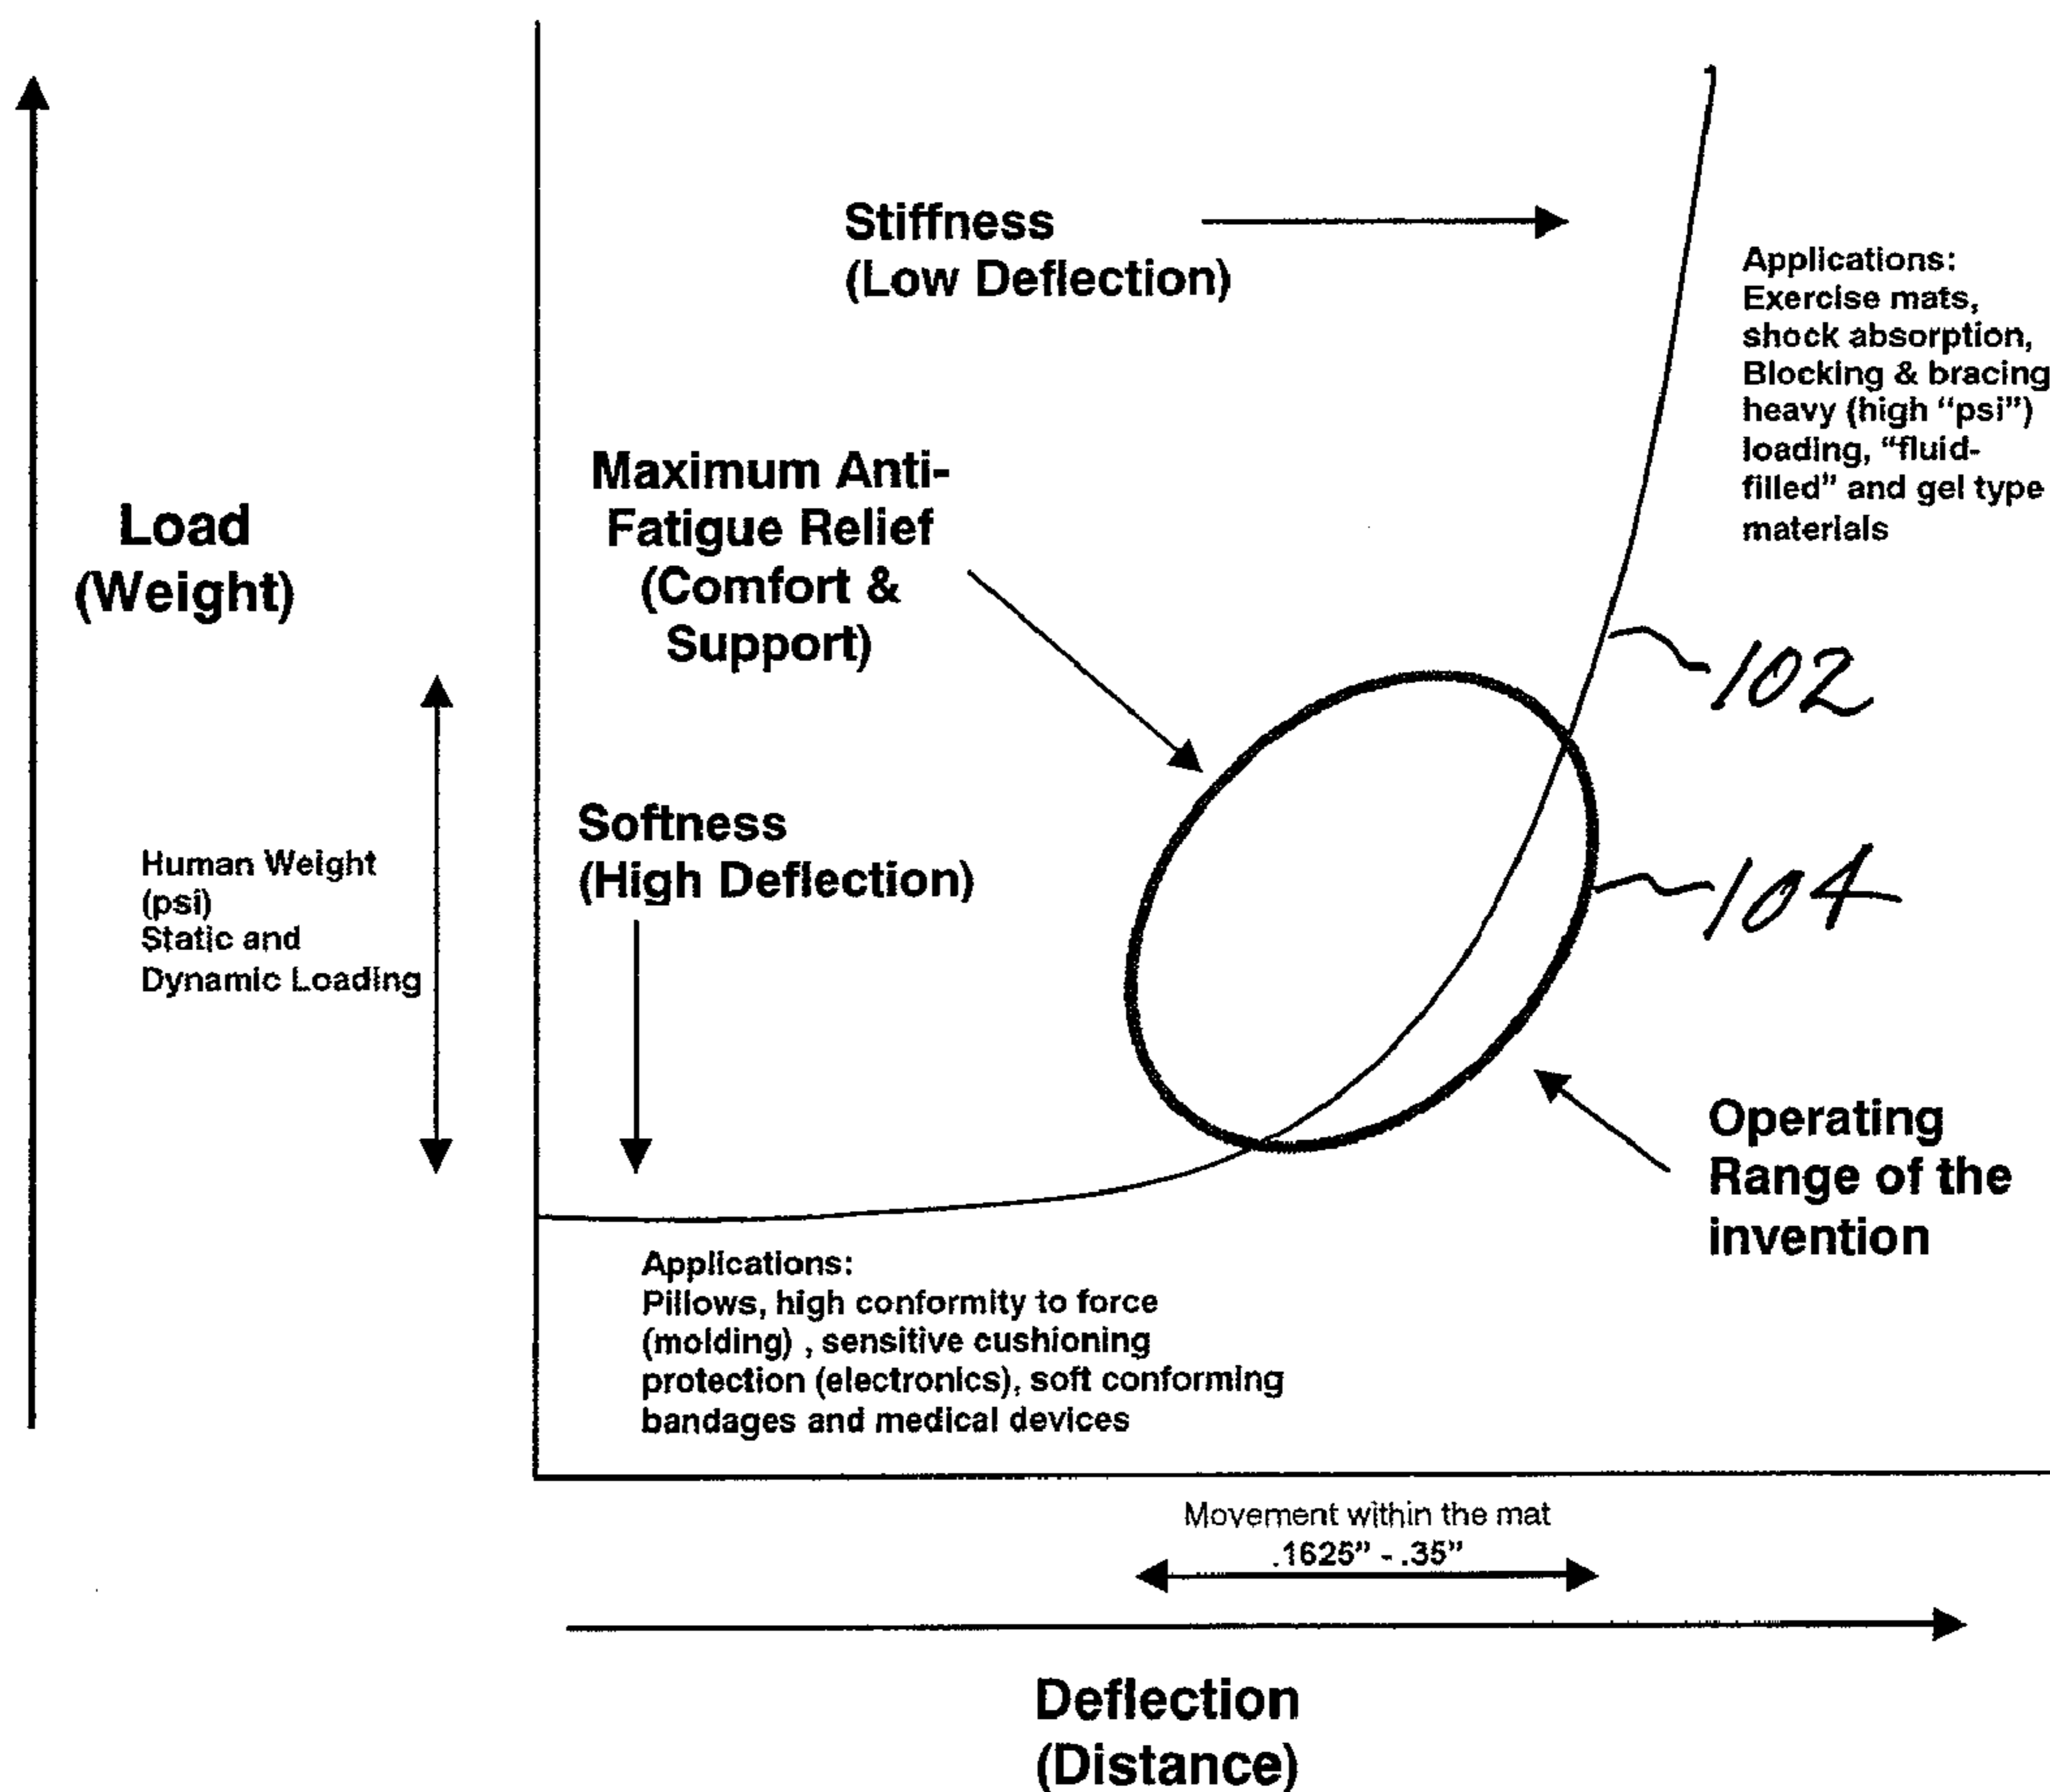 Stiffness
(Low Deflection)
Applications:
Exercise mats,
shock absorption,
Blocking & bracing
heavy (high “psi”)
loading, “fluid-
filled” and gel type
materials
Maximum Anti-
Fatigue Relief
(Comfort &
Support)
Load
(Weight)
102
Softness
(High Deflection)
Human Weight
(psi)
Static and
Dynamic Loading
104
Operating
Range of the
invention
Applications:
Pillows, high conformity to force
(molding) , sensitive cushioning
protection (electronics), soft conforming
bandages and medical devices
Movement within the mat
.1625” - .35”
Deflection
(Distance)